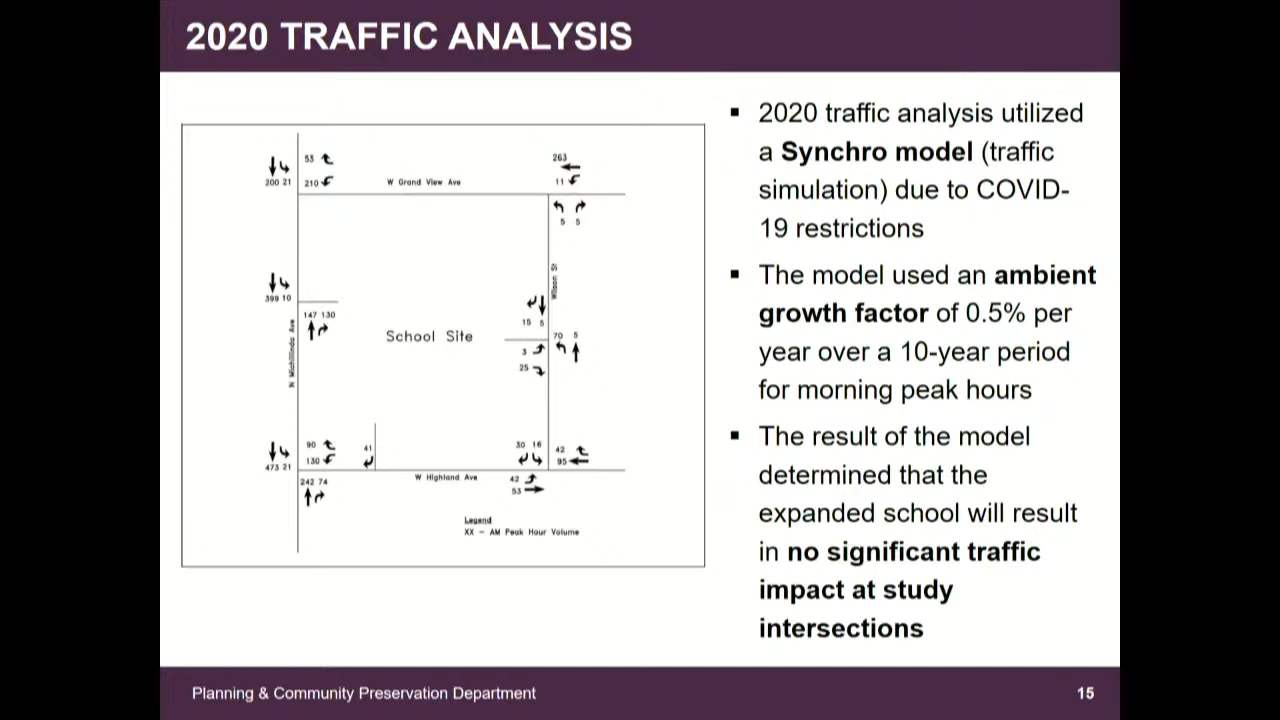 2020 TRAFFIC ANALYSIS
53
200 21
210
W Grand View Ave
263
11
5 5
399 10
147 130
N Michillinda Ave
School Site
Wilson St
15 5
70 5
3
25
90
130
473 21
242 74
41
W Highland Ave
30 16
42
95
42
53
Legend
XX - AM Peak Hour Volume
▪ 2020 traffic analysis utilized
a Synchro model (traffic
simulation) due to COVID-
19 restrictions
▪ The model used an ambient
growth factor of 0.5% per
year over a 10-year period
for morning peak hours
▪ The result of the model
determined that the
expanded school will result
in no significant traffic
impact at study
intersections
Planning & Community Preservation Department
15